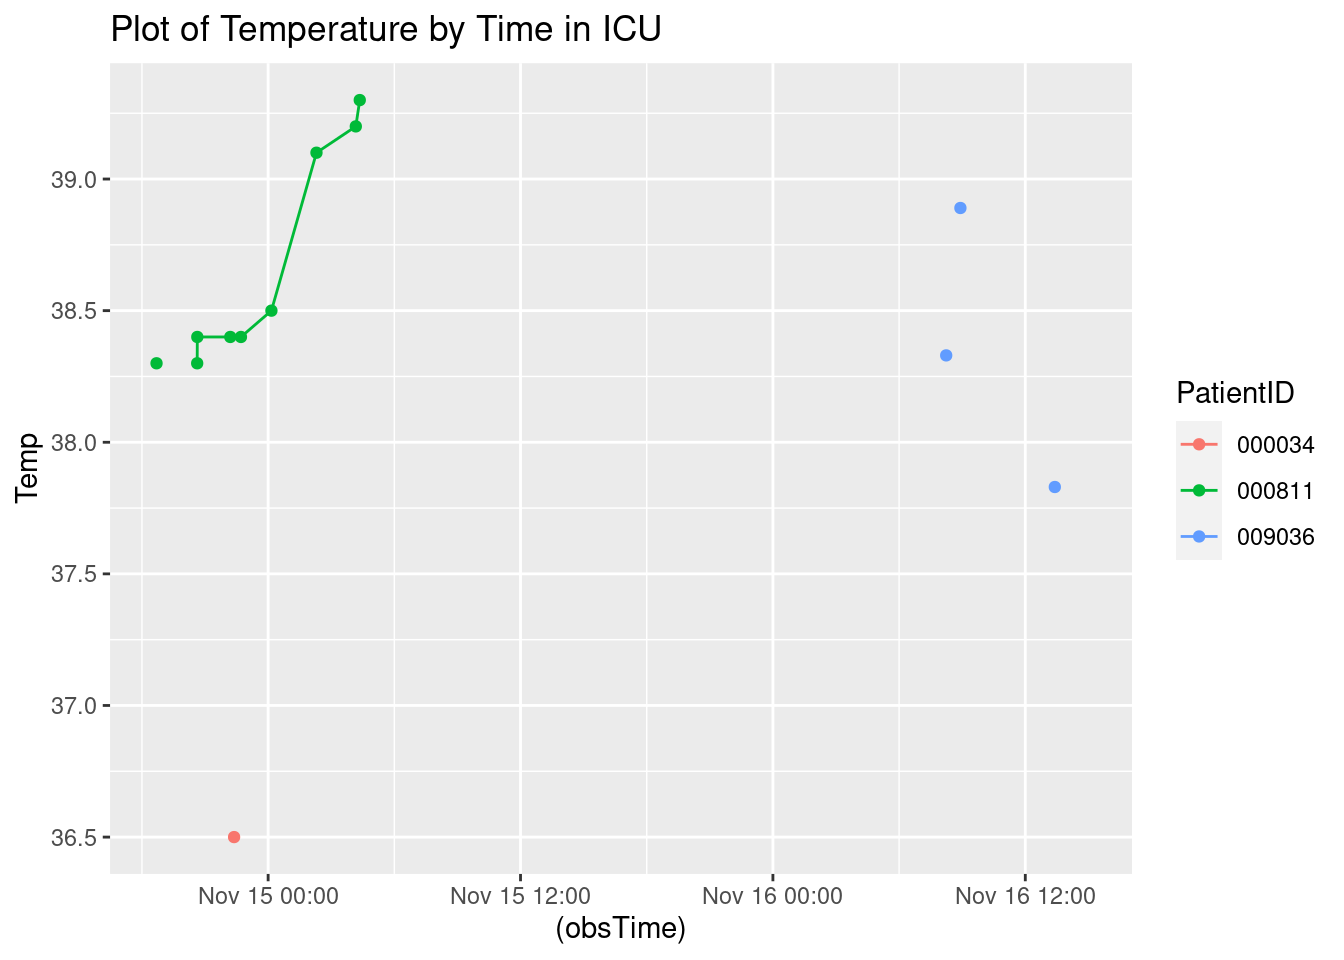 Plot of Temperature by Time in ICU
39.0
38.5
38.0
37.5
37.0
36.5
Temp
Nov 15 00:00
Nov 15 12:00
Nov 16 00:00
Nov 16 12:00
(obsTime)
PatientID
000034
000811
009036